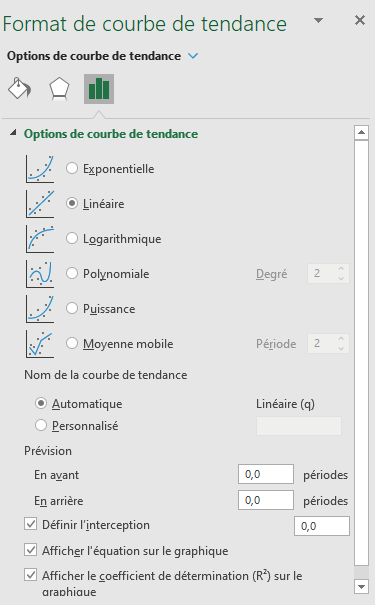 Format de courbe de tendance
Options de courbe de tendance
Options de courbe de tendance
Exponentielle
Linéaire
Logarithmique
Polynomiale Degré 2
Puissance
Moyenne mobile Période 2
Nom de la courbe de tendance
Automatique Linéaire (q)
Personnalisé
Prévision
En avant 0,0 périodes
En arrière 0,0 périodes
Définir l'interception 0,0
Afficher l'équation sur le graphique
Afficher le coefficient de détermination (R²) sur le
graphique